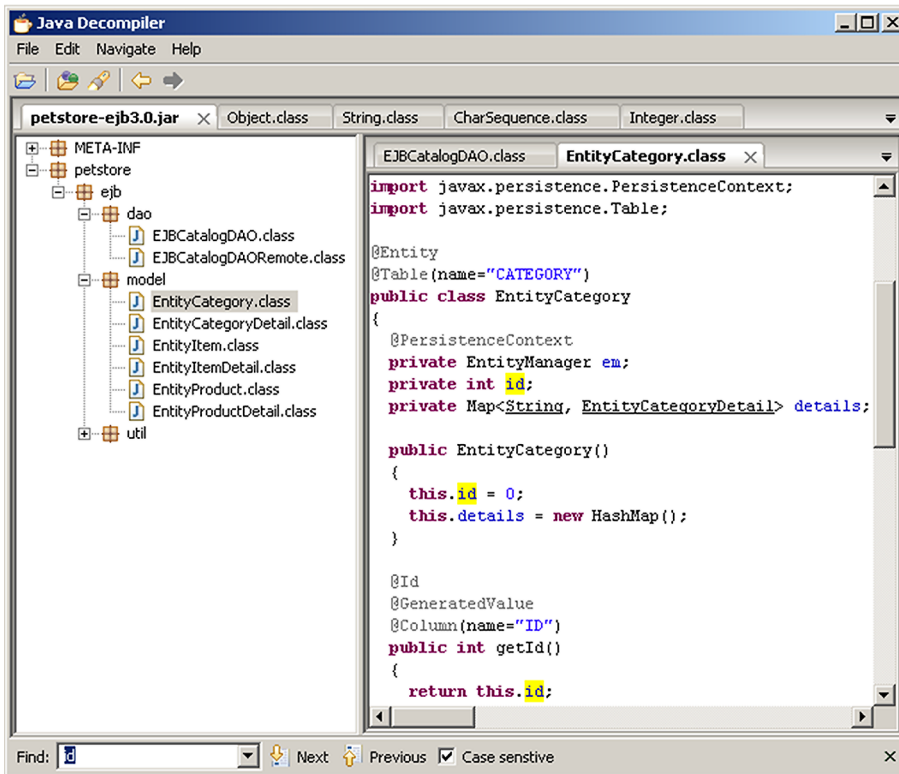 Java Decompiler
File Edit Navigate Help
petstore-ejb3.0.jar Object.class String.class CharSequence.class Integer.class
META-INF
petstore
ejb
dao
EJBCatalogDAO.class
EJBCatalogDAORemote.class
model
EntityCategory.class
EntityCategoryDetail.class
EntityItem.class
EntityItemDetail.class
EntityProduct.class
EntityProductDetail.class
util
EJBCatalogDAO.class EntityCategory.class
import javax.persistence.PersistenceContext;
import javax.persistence.Table;
@Entity
@Table(name="CATEGORY")
public class EntityCategory
{
@PersistenceContext
private EntityManager em;
private int id;
private Map<String, EntityCategoryDetail> details;
public EntityCategory()
{
this.id = 0;
this.details = new HashMap();
}
@Id
@GeneratedValue
@Column(name="ID")
public int getId()
{
return this.id;
Find: id Next Previous Case senstive